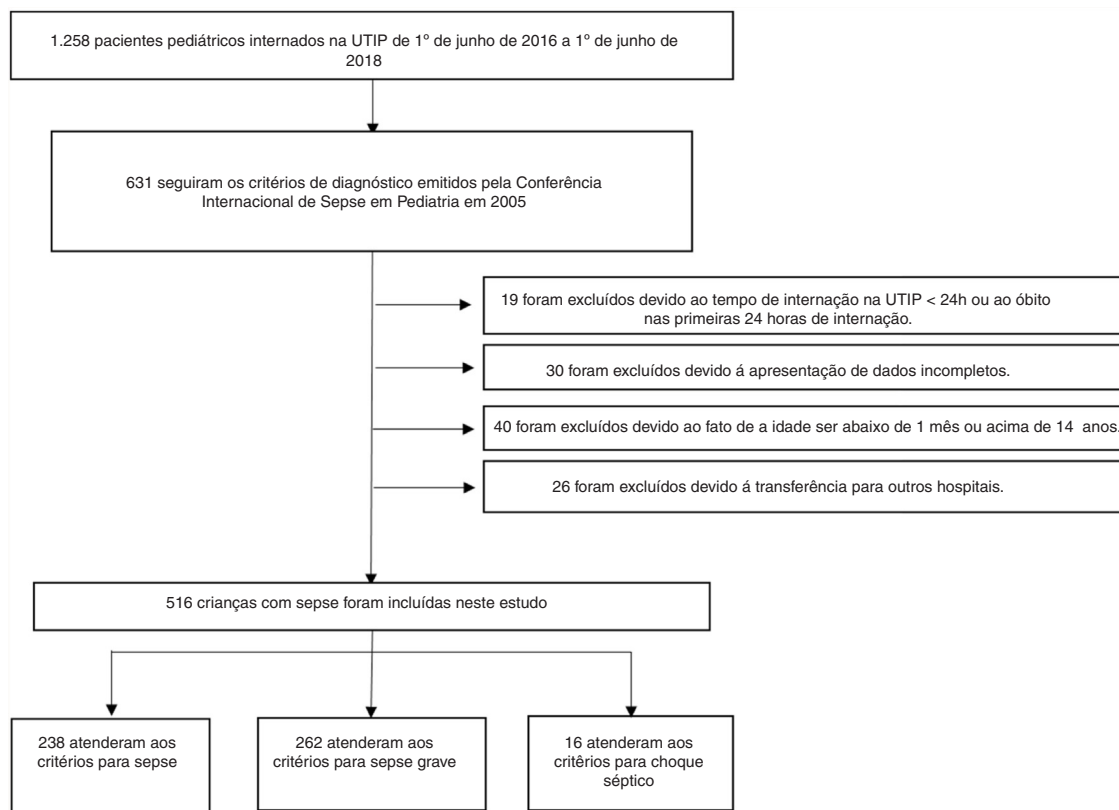 1.258 pacientes pediátricos internados na UTIP de 1º de junho de 2016 a 1º de junho de
2018
631 seguiram os critérios de diagnóstico emitidos pela Conferência
Internacional de Sepse em Pediatria em 2005
19 foram excluídos devido ao tempo de internação na UTIP < 24h ou ao óbito
nas primeiras 24 horas de internação.
30 foram excluídos devido á apresentação de dados incompletos.
40 foram excluídos devido ao fato de a idade ser abaixo de 1 mês ou acima de 14 anos.
26 foram excluídos devido á transferência para outros hospitais.
516 crianças com sepse foram incluídas neste estudo
238 atenderam aos
critérios para sepse
262 atenderam aos
critérios para sepse grave
16 atenderam aos
critêrios para choque
séptico